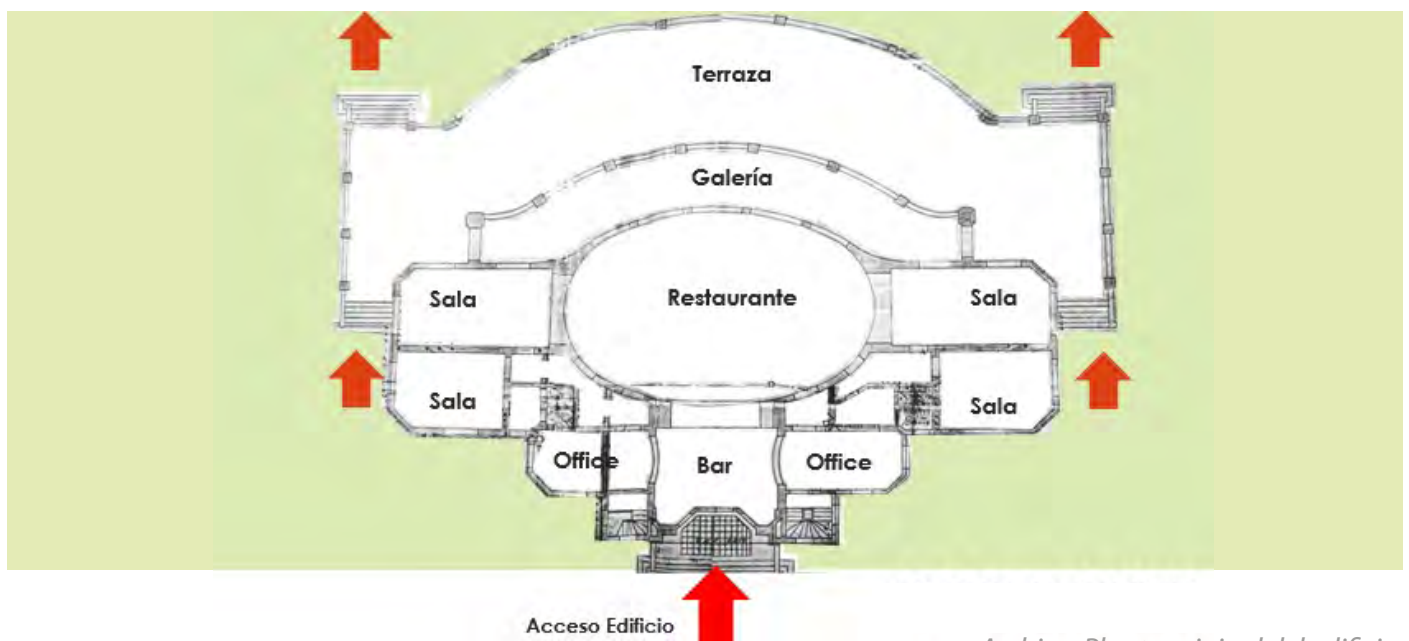 Terraza
Galería
Sala
Restaurante
Sala
Sala
Sala
Office
Bar
Office
Acceso Edificio